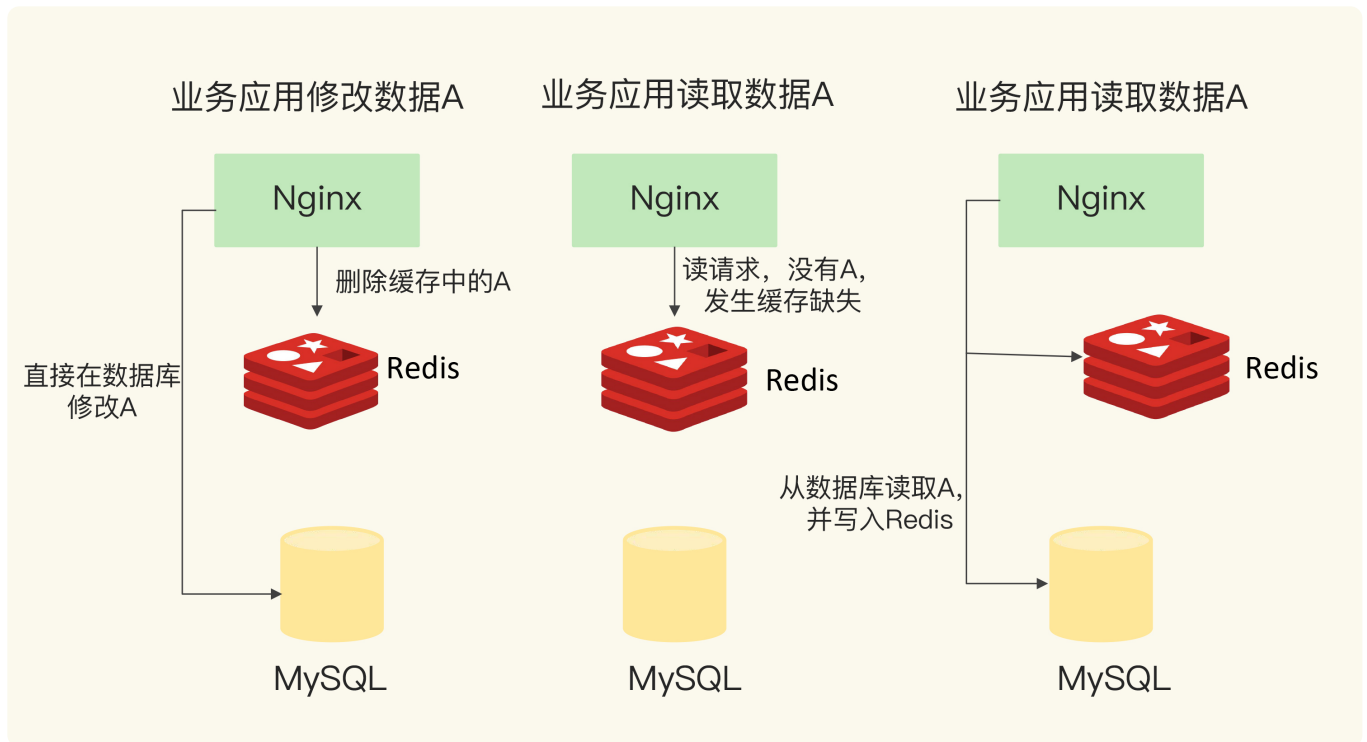 业务应用修改数据A
业务应用读取数据A
业务应用读取数据A
Nginx
Nginx
Nginx
删除缓存中的A
读请求，没有A，
发生缓存缺失
直接在数据库
修改A
Redis
Redis
Redis
从数据库读取A，
并写入Redis
MySQL
MySQL
MySQL